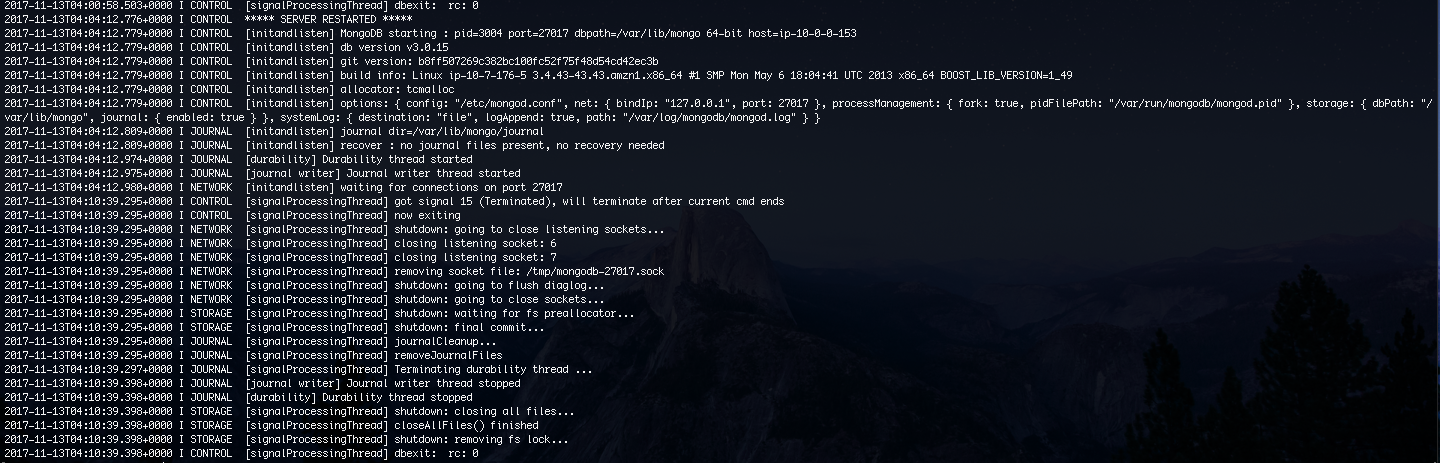 2017-11-13T04:00:58.503+0000 I CONTROL  [signalProcessingThread] dbexit:  rc: 0
2017-11-13T04:04:12.776+0000 I CONTROL  ***** SERVER RESTARTED *****
2017-11-13T04:04:12.779+0000 I CONTROL  [initandlisten] MongoDB starting : pid=3004 port=27017 dbpath=/var/lib/mongo 64-bit host=ip-10-0-0-153
2017-11-13T04:04:12.779+0000 I CONTROL  [initandlisten] db version v3.0.15
2017-11-13T04:04:12.779+0000 I CONTROL  [initandlisten] git version: b8ff507269c382bc100fc52f75f48d54cd42ec3b
2017-11-13T04:04:12.779+0000 I CONTROL  [initandlisten] build info: Linux ip-10-7-176-5 3.4.43-43.43.amzn1.x86_64 #1 SMP Mon May 6 18:04:41 UTC 2013 x86_64 BOOST_LIB_VERSION=1_49
2017-11-13T04:04:12.779+0000 I CONTROL  [initandlisten] allocator: tcmalloc
2017-11-13T04:04:12.779+0000 I CONTROL  [initandlisten] options: { config: "/etc/mongod.conf", net: { bindIp: "127.0.0.1", port: 27017 }, processManagement: { fork: true, pidFilePath: "/var/run/mongodb/mongod.pid" }, storage: { dbPath: "/
var/lib/mongo", journal: { enabled: true } }, systemLog: { destination: "file", logAppend: true, path: "/var/log/mongodb/mongod.log" } }
2017-11-13T04:04:12.809+0000 I JOURNAL  [initandlisten] journal dir=/var/lib/mongo/journal
2017-11-13T04:04:12.809+0000 I JOURNAL  [initandlisten] recover : no journal files present, no recovery needed
2017-11-13T04:04:12.974+0000 I JOURNAL  [durability] Durability thread started
2017-11-13T04:04:12.975+0000 I JOURNAL  [journal writer] Journal writer thread started
2017-11-13T04:04:12.980+0000 I NETWORK  [initandlisten] waiting for connections on port 27017
2017-11-13T04:10:39.295+0000 I CONTROL  [signalProcessingThread] got signal 15 (Terminated), will terminate after current cmd ends
2017-11-13T04:10:39.295+0000 I CONTROL  [signalProcessingThread] now exiting
2017-11-13T04:10:39.295+0000 I NETWORK  [signalProcessingThread] shutdown: going to close listening sockets...
2017-11-13T04:10:39.295+0000 I NETWORK  [signalProcessingThread] closing listening socket: 6
2017-11-13T04:10:39.295+0000 I NETWORK  [signalProcessingThread] closing listening socket: 7
2017-11-13T04:10:39.295+0000 I NETWORK  [signalProcessingThread] removing socket file: /tmp/mongodb-27017.sock
2017-11-13T04:10:39.295+0000 I NETWORK  [signalProcessingThread] shutdown: going to flush diaglog...
2017-11-13T04:10:39.295+0000 I NETWORK  [signalProcessingThread] shutdown: going to close sockets...
2017-11-13T04:10:39.295+0000 I STORAGE  [signalProcessingThread] shutdown: waiting for fs preallocator...
2017-11-13T04:10:39.295+0000 I STORAGE  [signalProcessingThread] shutdown: final commit...
2017-11-13T04:10:39.295+0000 I JOURNAL  [signalProcessingThread] journalCleanup...
2017-11-13T04:10:39.295+0000 I JOURNAL  [signalProcessingThread] removeJournalFiles
2017-11-13T04:10:39.297+0000 I JOURNAL  [signalProcessingThread] Terminating durability thread ...
2017-11-13T04:10:39.398+0000 I JOURNAL  [journal writer] Journal writer thread stopped
2017-11-13T04:10:39.398+0000 I JOURNAL  [durability] Durability thread stopped
2017-11-13T04:10:39.398+0000 I STORAGE  [signalProcessingThread] shutdown: closing all files...
2017-11-13T04:10:39.398+0000 I STORAGE  [signalProcessingThread] closeAllFiles() finished
2017-11-13T04:10:39.398+0000 I STORAGE  [signalProcessingThread] shutdown: removing fs lock...
2017-11-13T04:10:39.398+0000 I CONTROL  [signalProcessingThread] dbexit:  rc: 0